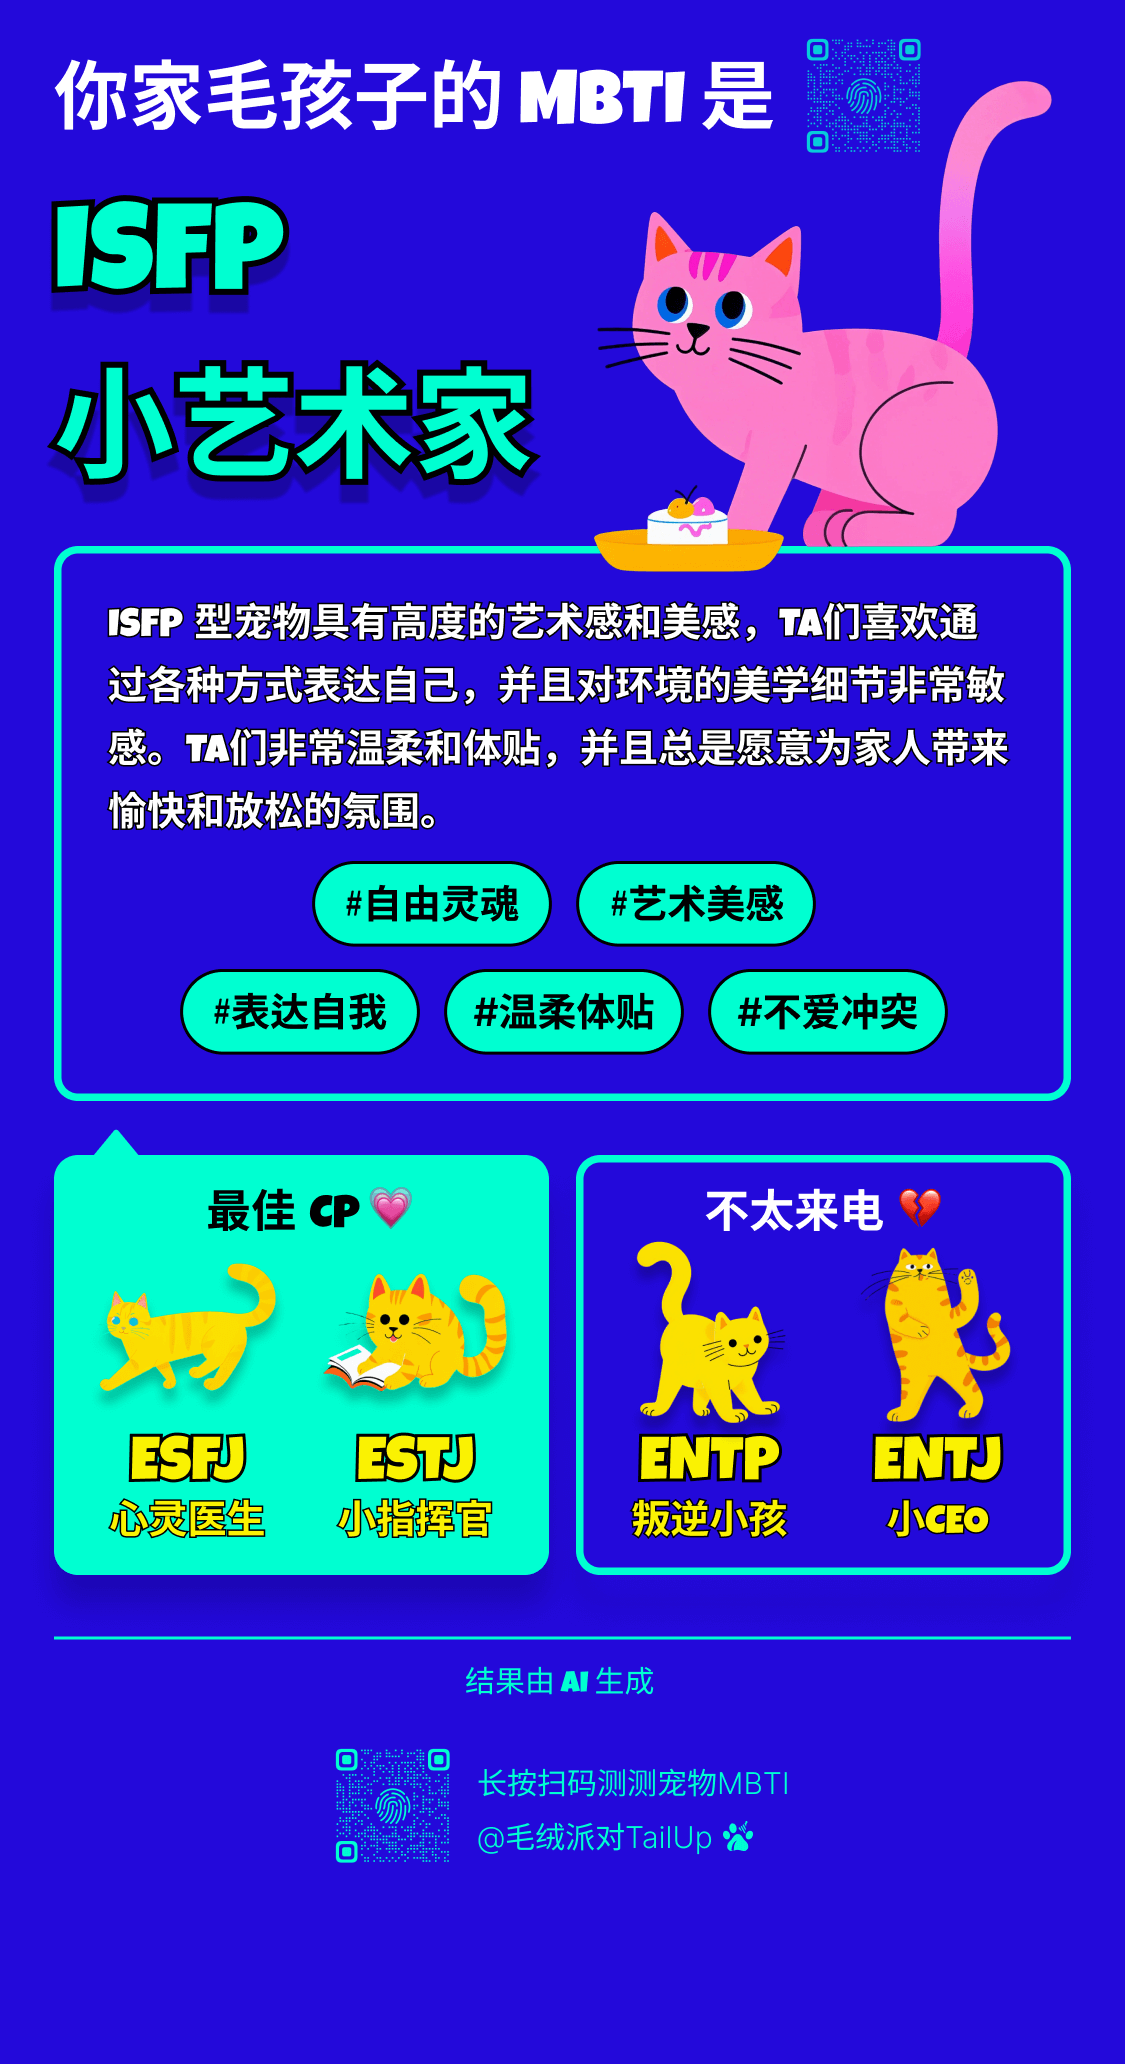 你家毛孩子的 MBTI 是
ISFP
小艺术家
ISFP 型宠物具有高度的艺术感和美感，TA们喜欢通
过各种方式表达自己，并且对环境的美学细节非常敏
感。TA们非常温柔和体贴，并且总是愿意为家人带来
愉快和放松的氛围。
#自由灵魂 #艺术美感
#表达自我 #温柔体贴 #不爱冲突
最佳 CP💗
ESFJ ESTJ
心灵医生 小指挥官
不太来电 💔
ENTP ENTJ
叛逆小孩 小CEO
结果由 AI 生成
长按扫码测测宠物MBTI
@毛绒派对TailUp 🐾